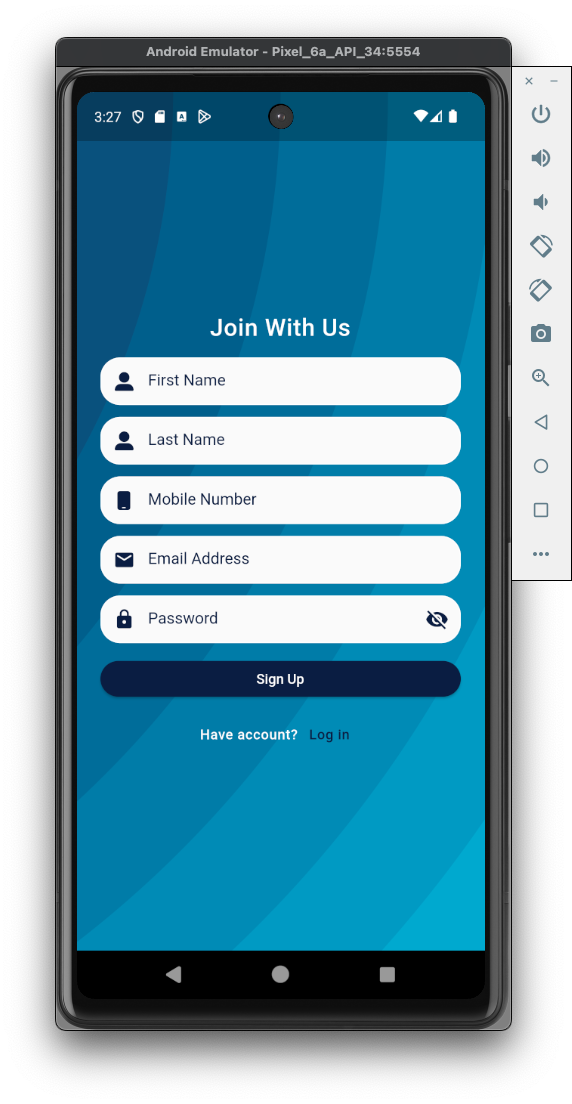 Android Emulator - Pixel_6a_API_34:5554
3:27
Join With Us
First Name
Last Name
Mobile Number
Email Address
Password
Sign Up
Have account? Log in